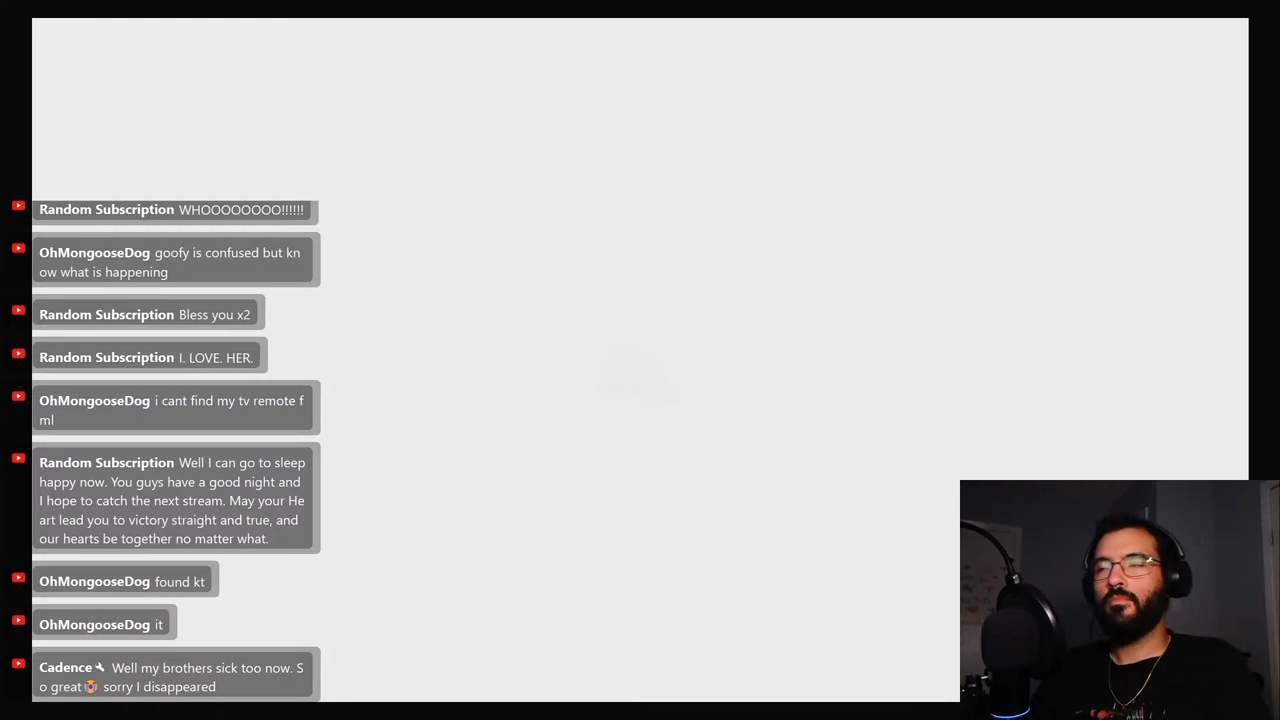 Random Subscription WHOOOOOOOO!!!!!!
OhMongooseDog goofy is confused but kn
ow what is happening
Random Subscription Bless you x2
Random Subscription I. LOVE. HER.
OhMongooseDog i cant find my tv remote f
ml
Random Subscription Well I can go to sleep
happy now. You guys have a good night and
I hope to catch the next stream. May your He
art lead you to victory straight and true, and
our hearts be together no matter what.
OhMongooseDog found kt
OhMongooseDog it
Cadence Well my brothers sick too now. S
o great sorry I disappeared